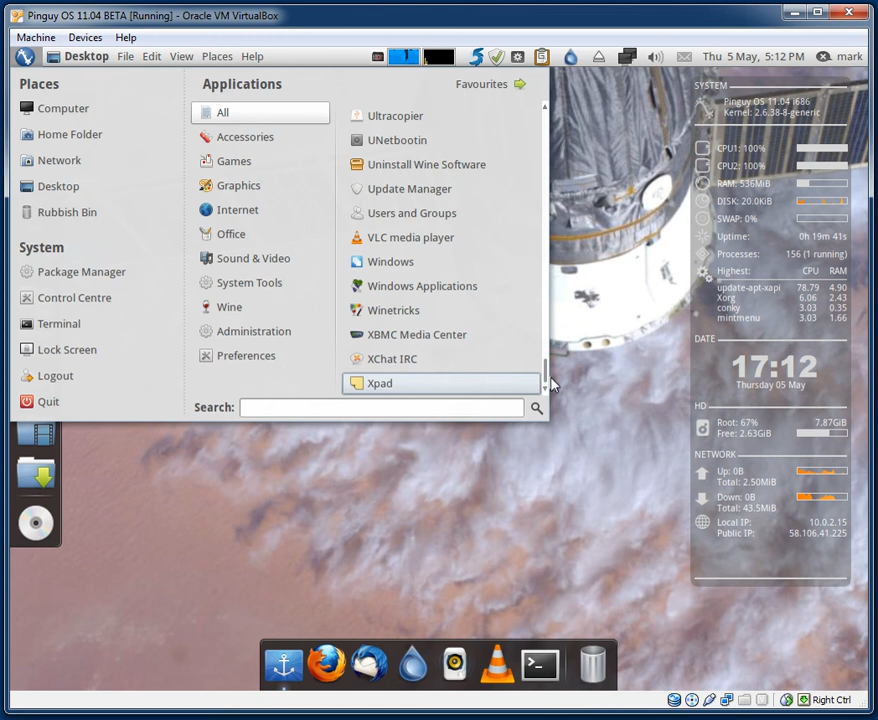 Pinguy OS 11.04 BETA [Running] - Oracle VM VirtualBox
Machine Devices Help
Desktop File Edit View Places Help Thu 5 May, 5:12 PM mark
Places
Computer
Home Folder
Network
Desktop
Rubbish Bin
System
Package Manager
Control Centre
Terminal
Lock Screen
Logout
Quit
Applications
Favourites
All
Accessories
Games
Graphics
Internet
Office
Sound & Video
System Tools
Wine
Administration
Preferences
Ultracopier
UNetbootin
Uninstall Wine Software
Update Manager
Users and Groups
VLC media player
Windows
Windows Applications
Winetricks
XBMC Media Center
XChat IRC
Xpad
Search:
SYSTEM
Pinguy OS 11.04 i686
Kernel: 2.6.38-8-generic
CPU1: 100%
CPU2: 100%
RAM: 536MiB
DISK: 20.0KiB
SWAP: 0%
Uptime: 0h 19m 41s
Processes: 156 (1 running)
Highest: CPU RAM
update-apt-xapi 78.79 4.90
Xorg 6.06 2.43
conky 3.03 0.35
mintmenu 3.03 1.66
DATE
17:12
Thursday 05 May
HD
Root: 67% 7.87GiB
Free: 2.63GiB
NETWORK
Up: 0B
Total: 2.50MiB
Down: 0B
Total: 43.5MiB
Local IP: 10.0.2.15
Public IP: 58.106.41.225
Right Ctrl